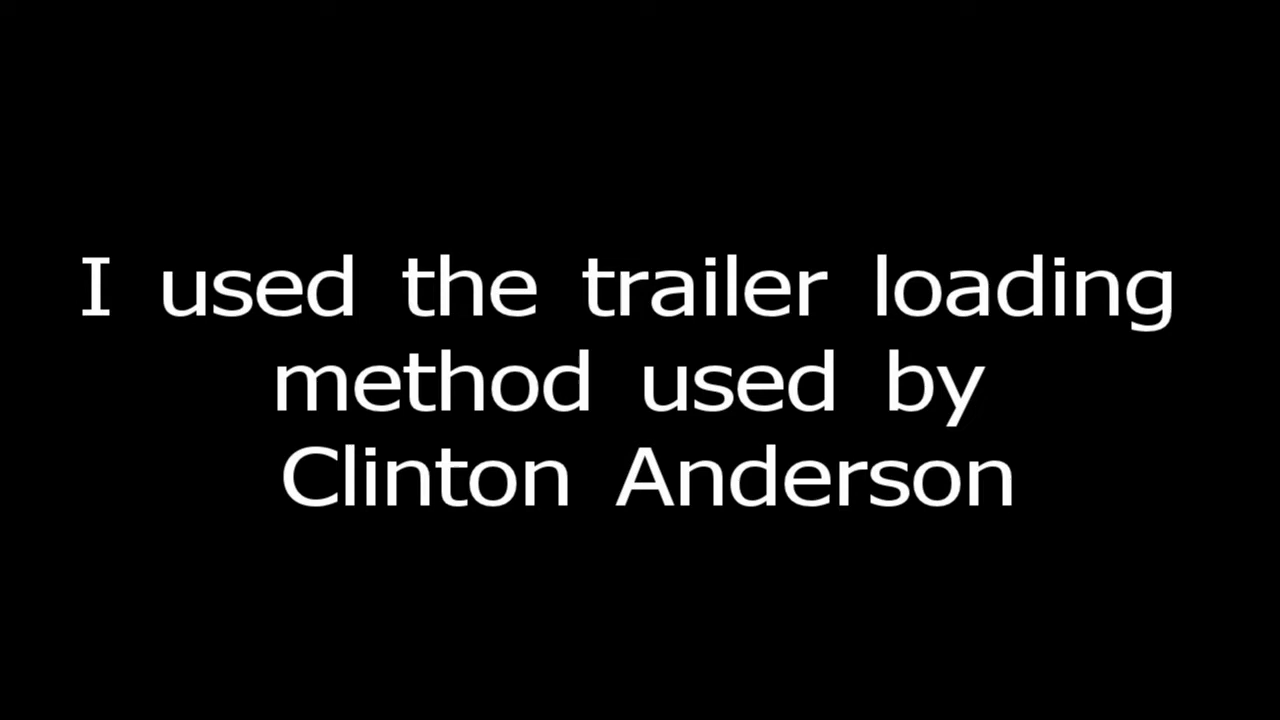 I used the trailer loading
method used by
Clinton Anderson